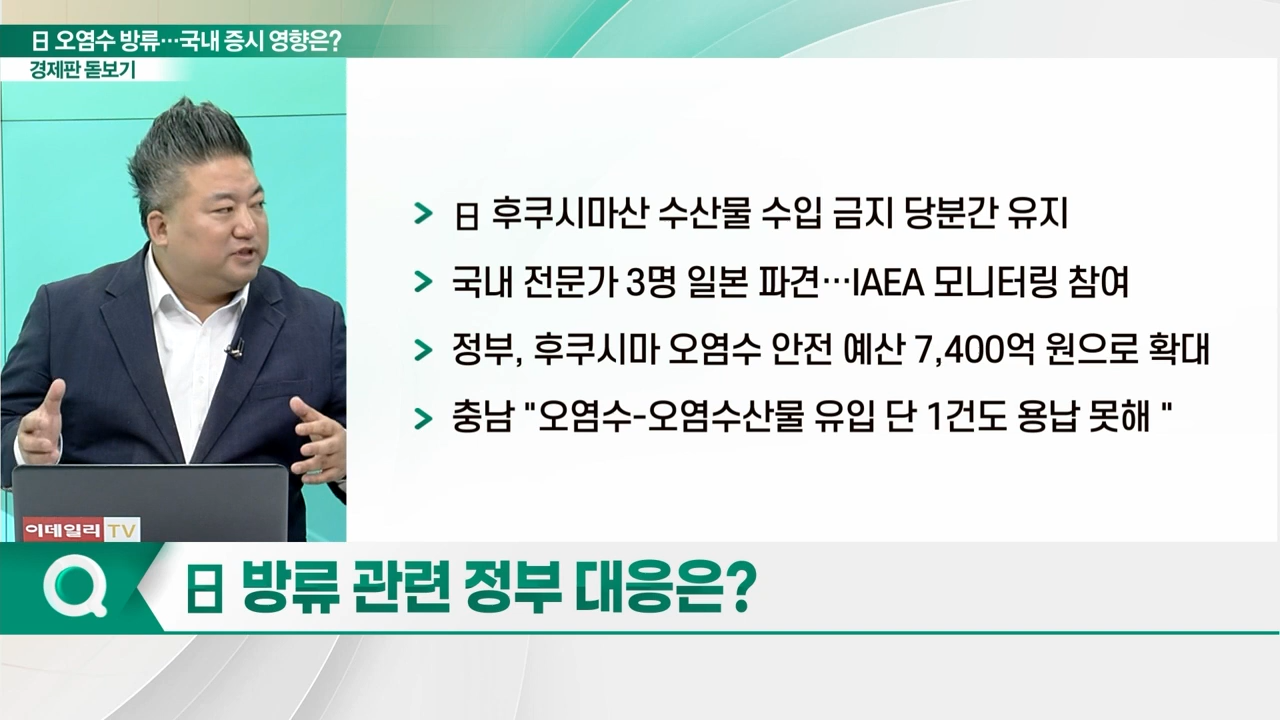 日 오염수 방류…국내 증시 영향은?
경제판 돋보기
> 日 후쿠시마산 수산물 수입 금지 당분간 유지
> 국내 전문가 3명 일본 파견…IAEA 모니터링 참여
> 정부, 후쿠시마 오염수 안전 예산 7,400억 원으로 확대
> 충남 "오염수-오염수산물 유입 단 1건도 용납 못해 "
이데일리 TV
Q 日 방류 관련 정부 대응은?